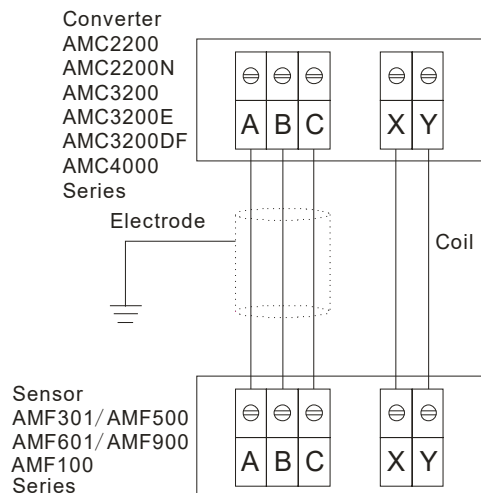 Converter
AMC2200
AMC2200N
AMC3200
AMC3200E
AMC3200DF
AMC4000
Series
A B C X Y
Electrode
Coil
Sensor
AMF301/AMF500
AMF601/AMF900
AMF100
Series
A B C X Y